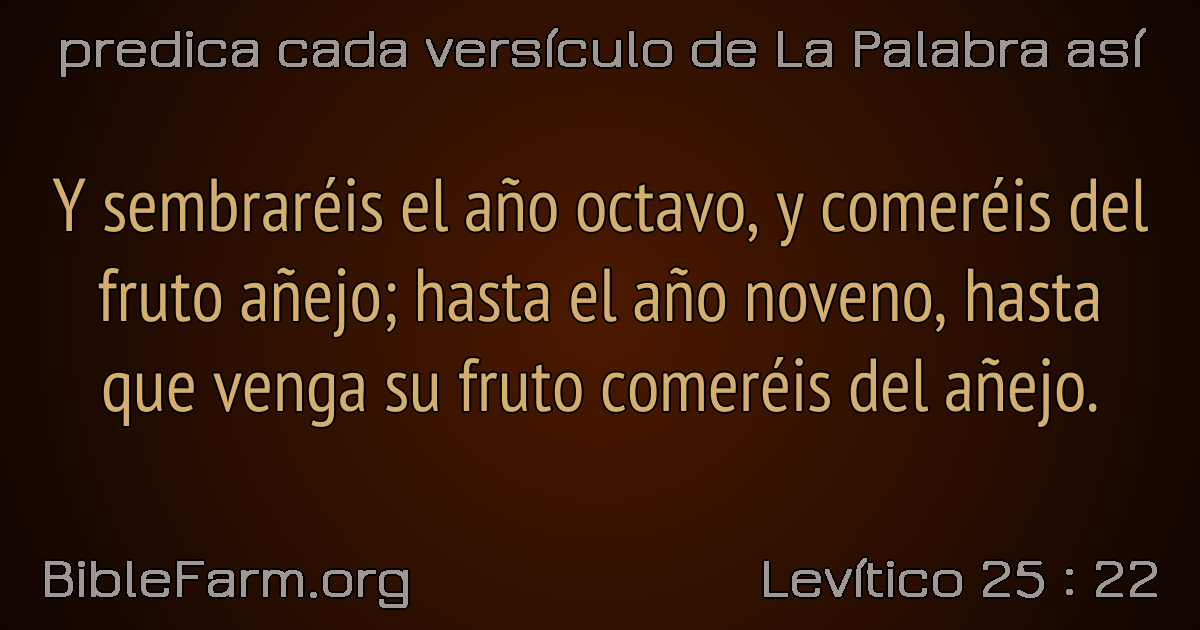 predica cada versículo de La Palabra así
Y sembraréis el año octavo, y comeréis del
fruto añejo; hasta el año noveno, hasta
que venga su fruto comeréis del añejo.
BibleFarm.org
Levítico 25 : 22